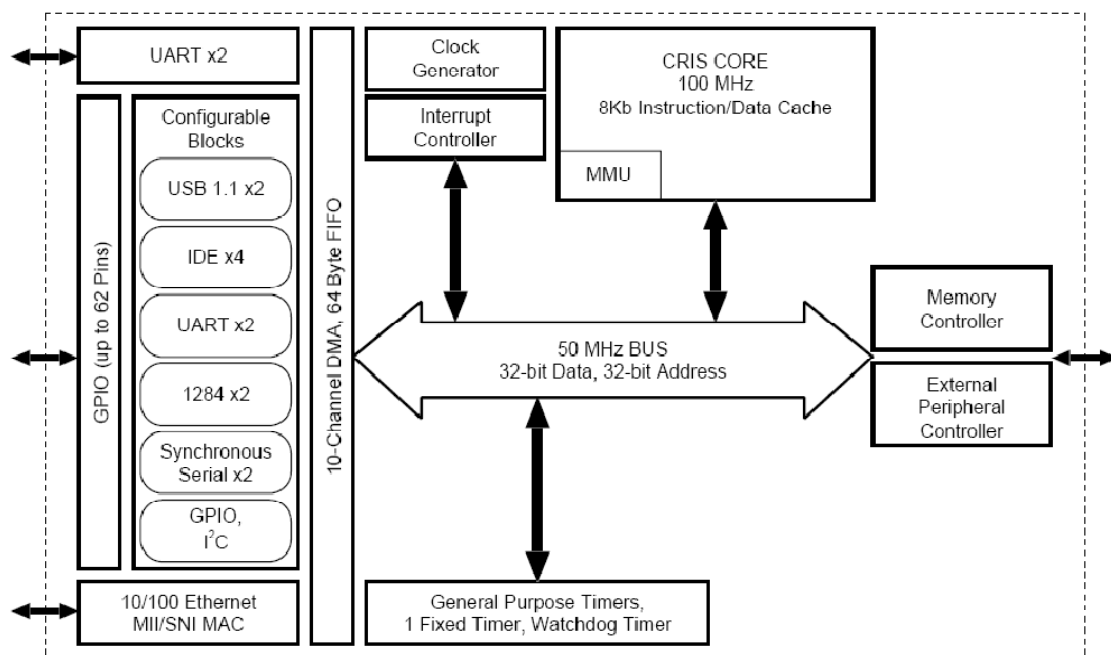 UART x2
GPIO (up to 62 Pins)
Configurable
Blocks
USB 1.1 x2
IDE x4
UART x2
1284 x2
Synchronous
Serial x2
GPIO,
I²C
10/100 Ethernet
MII/SNI MAC
10-Channel DMA, 64 Byte FIFO
Clock
Generator
Interrupt
Controller
CRIS CORE
100 MHz
8Kb Instruction/Data Cache
MMU
50 MHz BUS
32-bit Data, 32-bit Address
Memory
Controller
External
Peripheral
Controller
General Purpose Timers,
1 Fixed Timer, Watchdog Timer